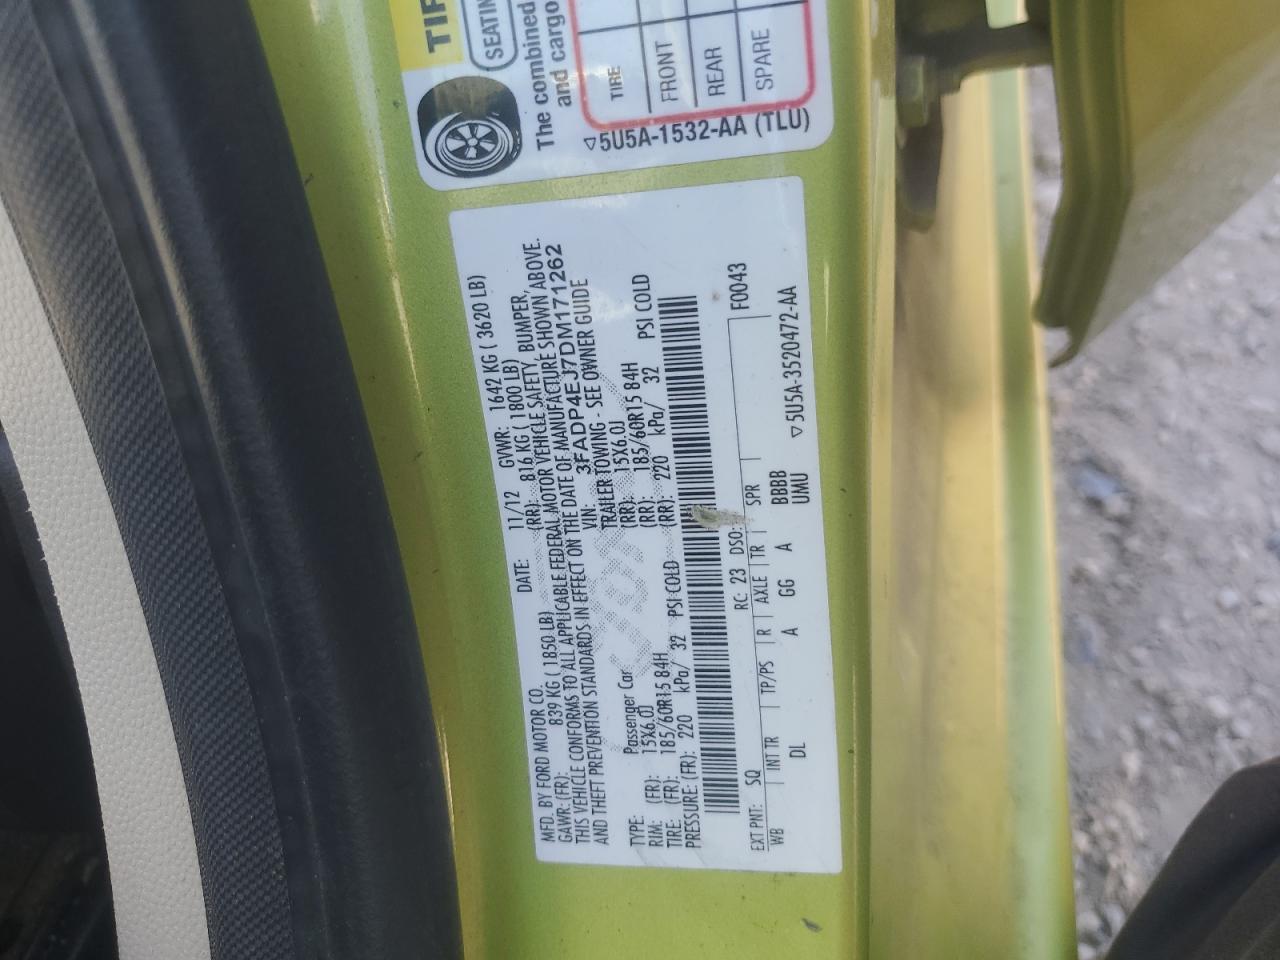 TIR
SEATIN
The combined
and cargo
TIRE
FRONT
REAR
SPARE
5U5A-1532-AA (TLU)
MFD. BY FORD MOTOR CO. DATE: 11/12 GVWR: 1642 KG ( 3620 LB)
GAWR: (FR): 839 KG ( 1850 LB) (RR): 816 KG ( 1800 LB)
THIS VEHICLE CONFORMS TO ALL APPLICABLE FEDERAL MOTOR VEHICLE SAFETY, BUMPER,
AND THEFT PREVENTION STANDARDS IN EFFECT ON THE DATE OF MANUFACTURE SHOWN ABOVE.
VIN: 3FADP4EJ7DM171262
TYPE: Passenger Car TRAILER TOWING - SEE OWNER GUIDE
RIM: (FR): 15X6.0J (RR): 15X6.0J
TIRE: (FR): 185/60R15 84H (RR): 185/60R15 84H
PRESSURE: (FR): 220 kPa/ 32 PSI COLD (RR): 220 kPa/ 32 PSI COLD
RC: 23 DSO: F0043
EXT PNT: SQ
WB INT TR TP/PS R AXLE TR SPR
DL A GG A BBBB
UMU
5U5A-3520472-AA